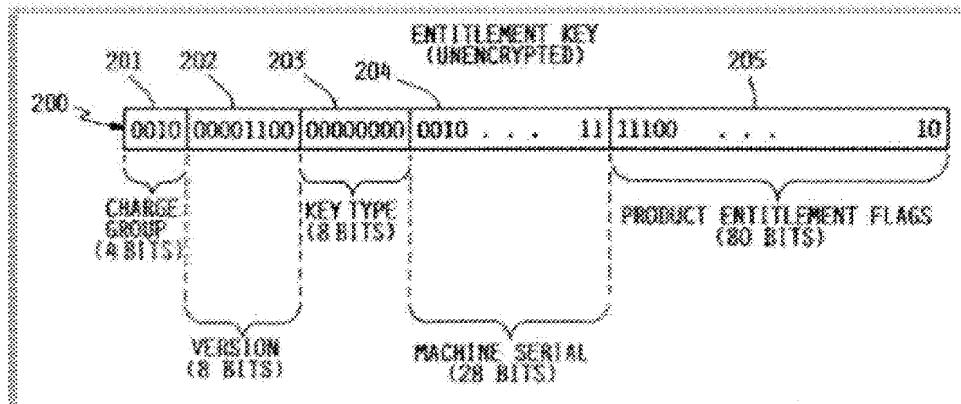 ENTITLEMENT KEY
(UNENCRYPTED)
201 202 203 204 205
200
0010 00001100 00000000 0010 . . . 11 11100 . . . 10
CHARGE
GROUP
(4 BITS)
KEY TYPE
(8 BITS)
PRODUCT ENTITLEMENT FLAGS
(80 BITS)
VERSION
(8 BITS)
MACHINE SERIAL
(28 BITS)